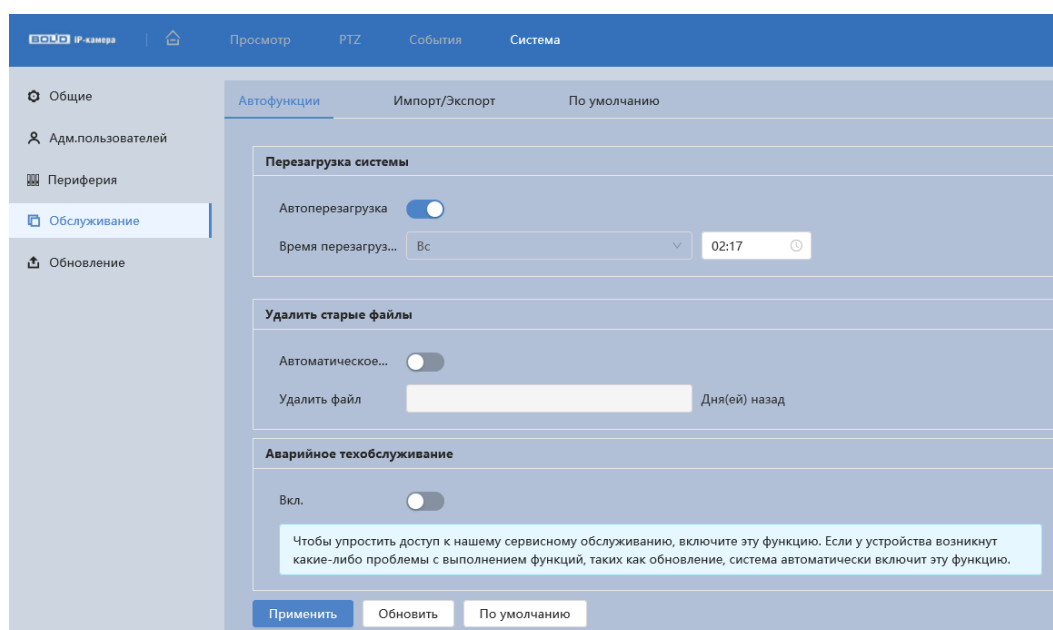 BOLID IP-камера
Просмотр PTZ События Система
Общие
Адм.пользователей
Периферия
Обслуживание
Обновление
Автофункции Импорт/Экспорт По умолчанию
Перезагрузка системы
Автоперезагрузка
Время перезагруз... Вс 02:17
Удалить старые файлы
Автоматическое...
Удалить файл Дня(ей) назад
Аварийное техобслуживание
Вкл.
Чтобы упростить доступ к нашему сервисному обслуживанию, включите эту функцию. Если у устройства возникнут
какие-либо проблемы с выполнением функций, таких как обновление, система автоматически включит эту функцию.
Применить Обновить По умолчанию